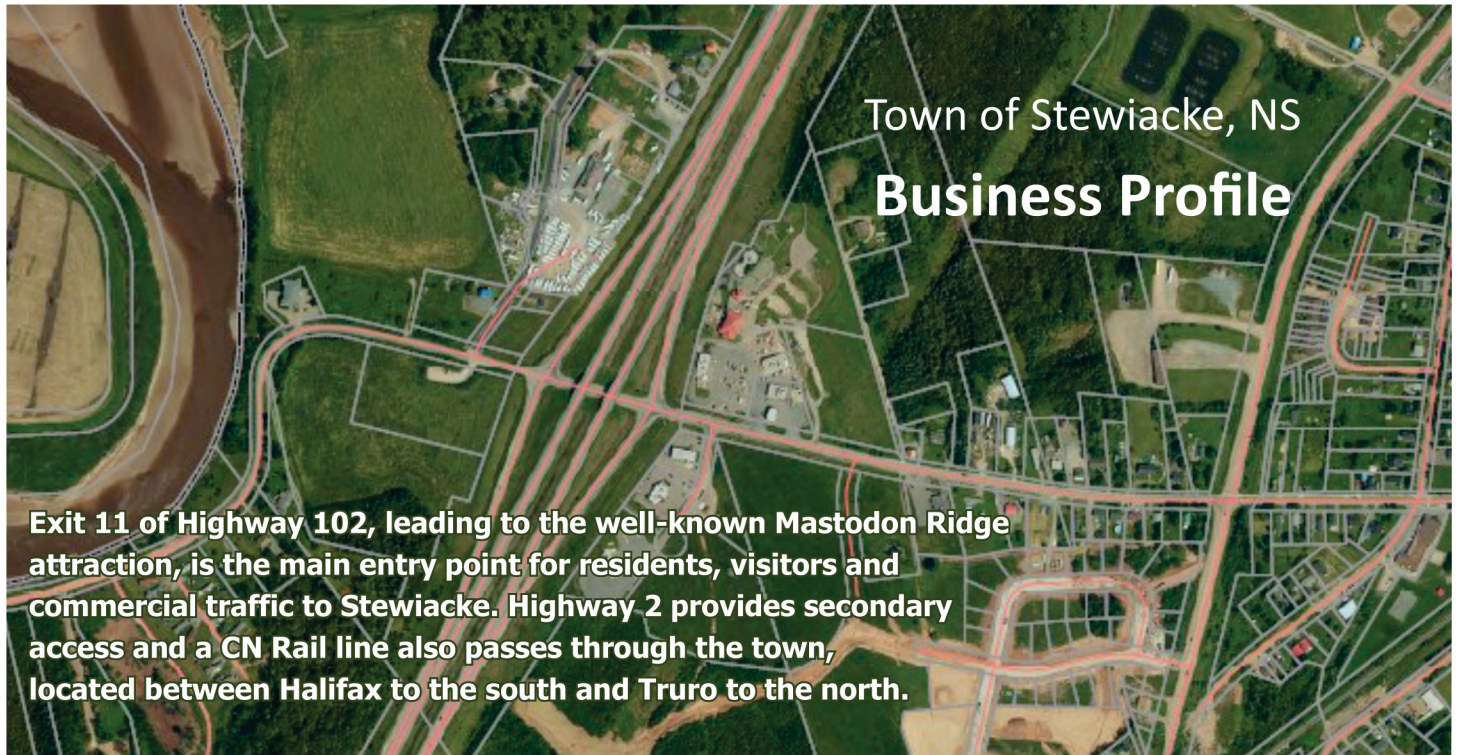 Town of Stewiacke, NS
Business Profile
Exit 11 of Highway 102, leading to the well-known Mastodon Ridge
attraction, is the main entry point for residents, visitors and
commercial traffic to Stewiacke. Highway 2 provides secondary
access and a CN Rail line also passes through the town,
located between Halifax to the south and Truro to the north.